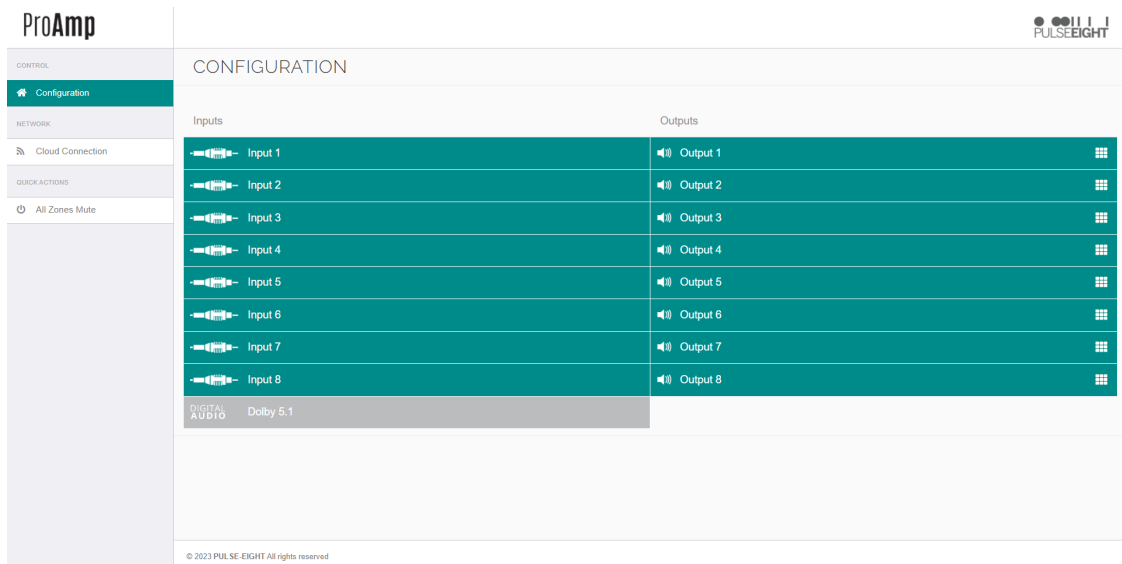 ProAmp
PULSEEIGHT
CONTROL
Configuration
NETWORK
Cloud Connection
QUICK ACTIONS
All Zones Mute
CONFIGURATION
Inputs
Outputs
Input 1
Output 1
Input 2
Output 2
Input 3
Output 3
Input 4
Output 4
Input 5
Output 5
Input 6
Output 6
Input 7
Output 7
Input 8
Output 8
DIGITAL
AUDIO
Dolby 5.1
© 2023 PULSE-EIGHT All rights reserved